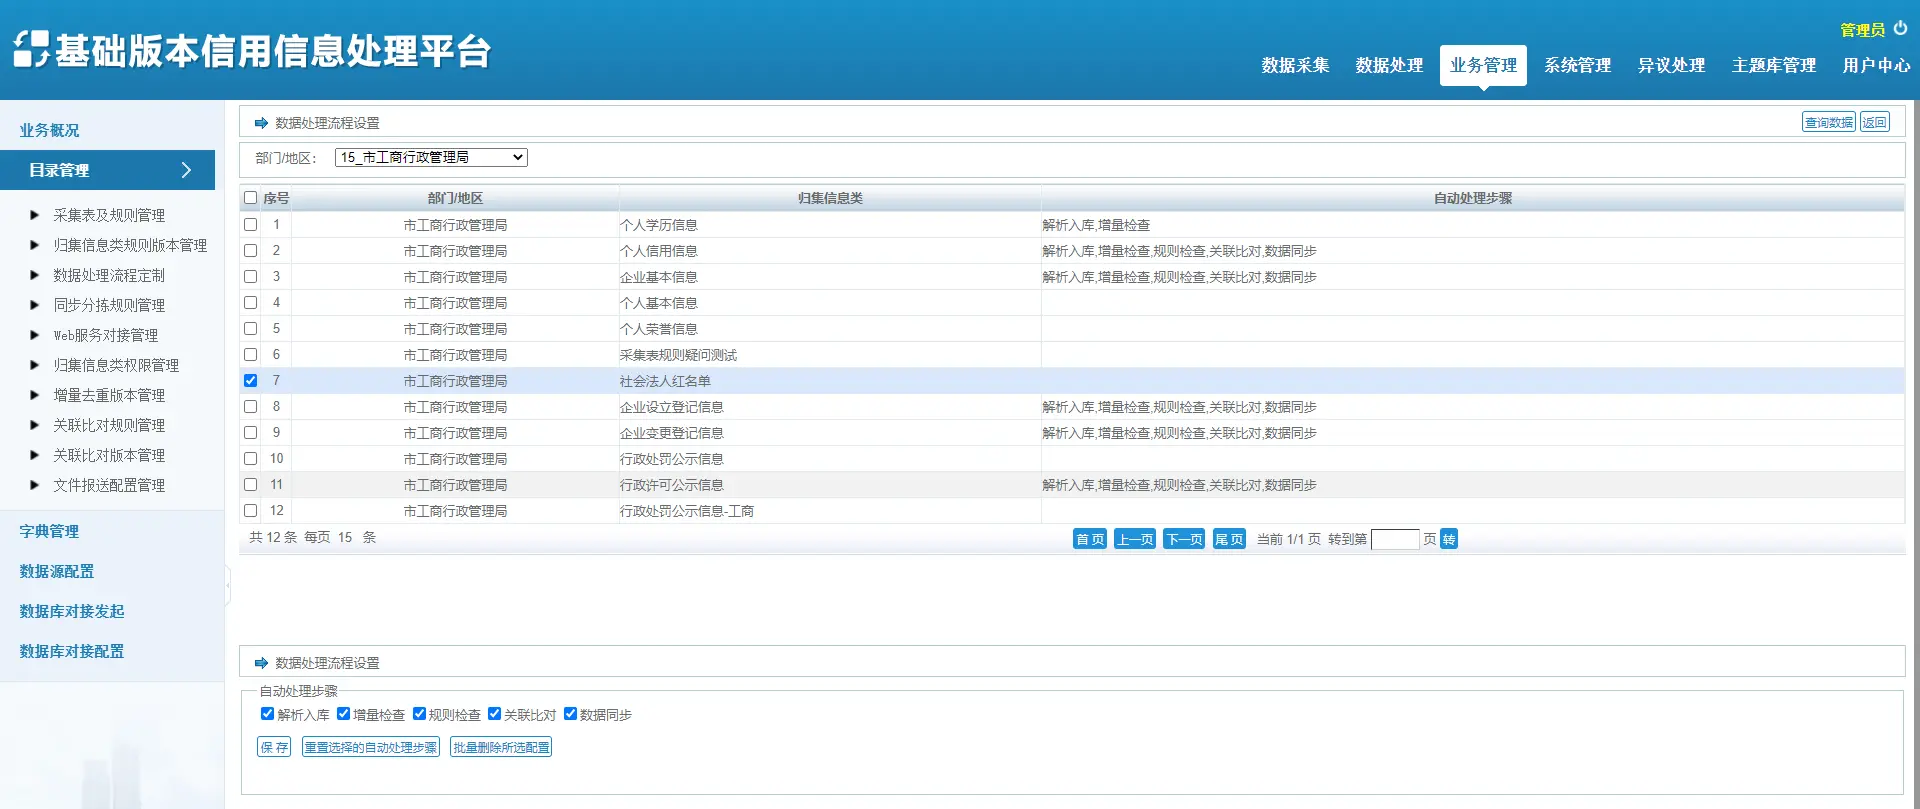 基础版本信用信息处理平台
管理员
数据采集 数据处理 业务管理 系统管理 异议处理 主题库管理 用户中心
业务概况
目录管理
采集表及规则管理
归集信息类规则版本管理
数据处理流程定制
同步分拣规则管理
Web服务对接管理
归集信息类权限管理
增量去重版本管理
关联比对规则管理
关联比对版本管理
文件报送配置管理
字典管理
数据源配置
数据库对接发起
数据库对接配置
数据处理流程设置 查询数据 返回
部门/地区: 15_市工商行政管理局
序号 部门/地区 归集信息类 自动处理步骤
1 市工商行政管理局 个人学历信息 解析入库,增量检查
2 市工商行政管理局 个人信用信息 解析入库,增量检查,规则检查,关联比对,数据同步
3 市工商行政管理局 企业基本信息 解析入库,增量检查,规则检查,关联比对,数据同步
4 市工商行政管理局 个人基本信息
5 市工商行政管理局 个人荣誉信息
6 市工商行政管理局 采集表规则疑问测试
7 市工商行政管理局 社会法人红名单
8 市工商行政管理局 企业设立登记信息 解析入库,增量检查,规则检查,关联比对,数据同步
9 市工商行政管理局 企业变更登记信息 解析入库,增量检查,规则检查,关联比对,数据同步
10 市工商行政管理局 行政处罚公示信息
11 市工商行政管理局 行政许可公示信息 解析入库,增量检查,规则检查,关联比对,数据同步
12 市工商行政管理局 行政处罚公示信息-工商
共 12 条 每页 15 条 首页 上一页 下一页 尾页 当前 1/1 页 转到第 页 转
数据处理流程设置
自动处理步骤
解析入库 增量检查 规则检查 关联比对 数据同步
保存 重置选择的自动处理步骤 批量删除所选配置